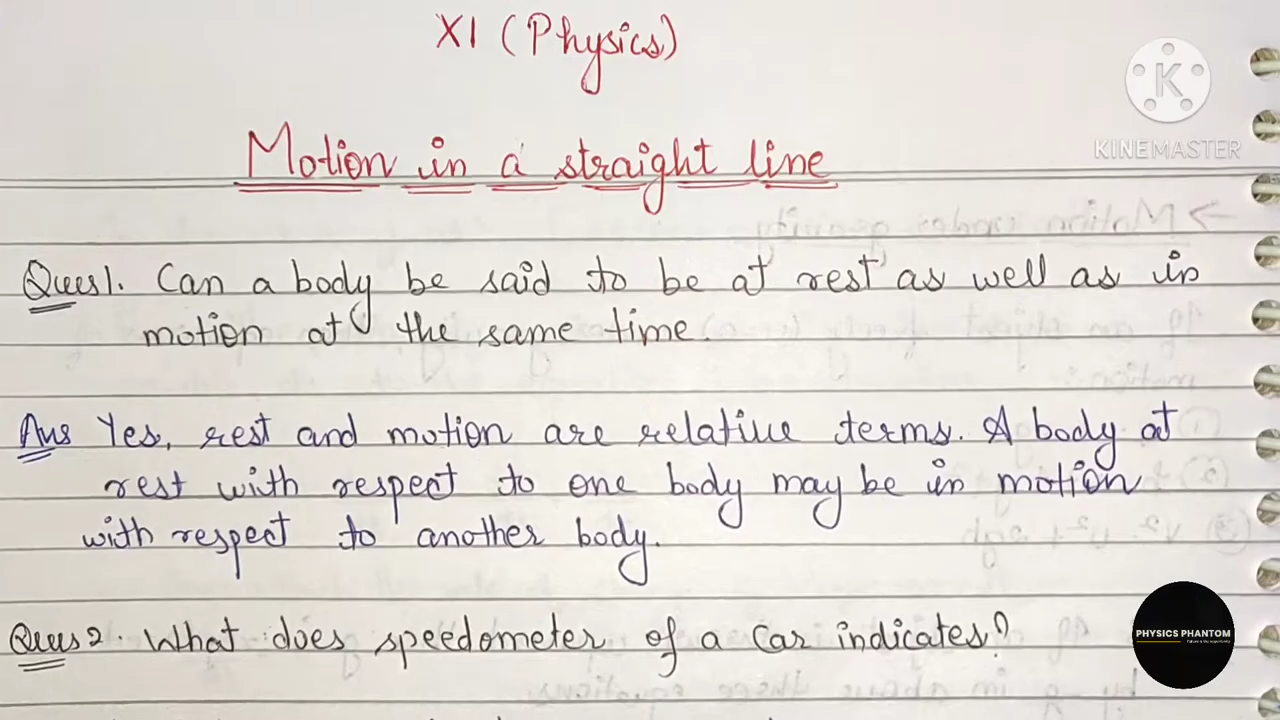 XI (Physics)
K
KINEMASTER
Motion in a straight line
Ques1. Can a body be said to be at rest as well as in
motion at the same time.
Ans Yes, rest and motion are relative terms. A body at
rest with respect to one body may be in motion
with respect to another body.
Ques 2. What does speedometer of a car indicates?
PHYSICS PHANTOM